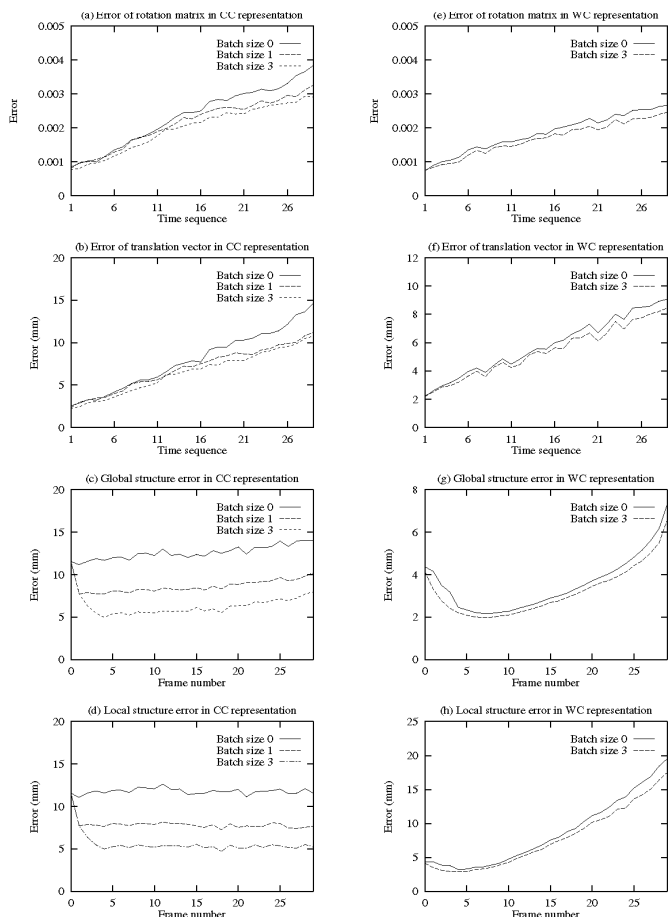 (a) Error of rotation matrix in CC representation
0.005
0.004
0.003
0.002
0.001
0
Error
Batch size 0
Batch size 1
Batch size 3
1 6 11 16 21 26
Time sequence
(e) Error of rotation matrix in WC representation
0.005
0.004
0.003
0.002
0.001
0
Error
Batch size 0
Batch size 3
1 6 11 16 21 26
Time sequence
(b) Error of translation vector in CC representation
20
15
10
5
0
Error (mm)
Batch size 0
Batch size 1
Batch size 3
1 6 11 16 21 26
Time sequence
(f) Error of translation vector in WC representation
12
10
8
6
4
2
0
Error (mm)
Batch size 0
Batch size 3
1 6 11 16 21 26
Time sequence
(c) Global structure error in CC representation
20
15
10
5
0
Error (mm)
Batch size 0
Batch size 1
Batch size 3
0 5 10 15 20 25
Frame number
(g) Global structure error in WC representation
8
6
4
2
0
Error (mm)
Batch size 0
Batch size 3
0 5 10 15 20 25
Frame number
(d) Local structure error in CC representation
20
15
10
5
0
Error (mm)
Batch size 0
Batch size 1
Batch size 3
0 5 10 15 20 25
Frame number
(h) Local structure error in WC representation
25
20
15
10
5
0
Error (mm)
Batch size 0
Batch size 3
0 5 10 15 20 25
Frame number